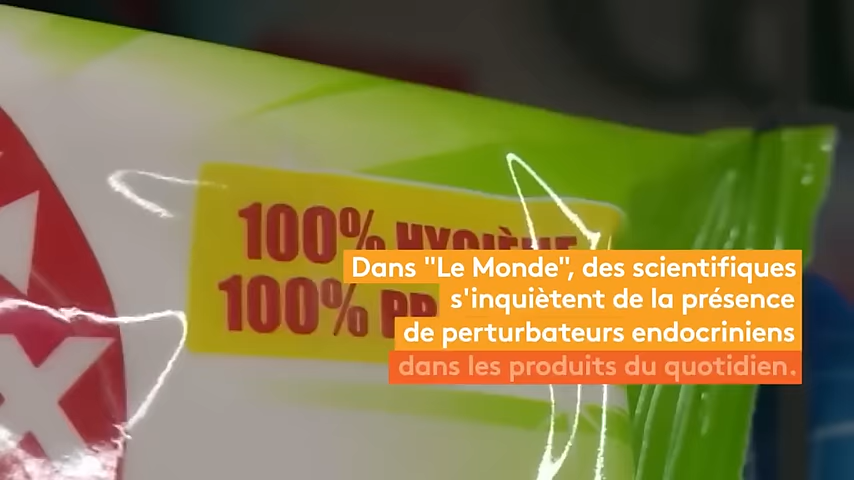 100% HYGIÈNE
100%
X
Dans "Le Monde", des scientifiques
s'inquiètent de la présence
de perturbateurs endocriniens
dans les produits du quotidien.